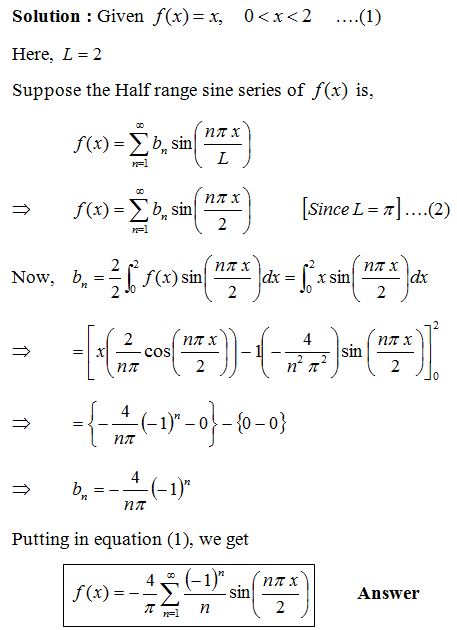 Solution : Given f(x) = x, 0 < x < 2 ....(1)
Here, L = 2
Suppose the Half range sine series of f(x) is,
f(x) = ∑_{n=1}^{∞} b_n sin(nπx/L)
⇒ f(x) = ∑_{n=1}^{∞} b_n sin(nπx/2) [Since L = π]....(2)
Now, b_n = 2/2 ∫_0^2 f(x) sin(nπx/2) dx = ∫_0^2 x sin(nπx/2) dx
⇒ = [x(2/nπ cos(nπx/2)) − 1(−4/n²π²) sin(nπx/2)]_0^2
⇒ = {−4/nπ (−1)^n − 0} − {0 − 0}
⇒ b_n = −4/nπ (−1)^n
Putting in equation (1), we get
f(x) = −4/π ∑_{n=1}^{∞} (−1)^n/n sin(nπx/2) Answer